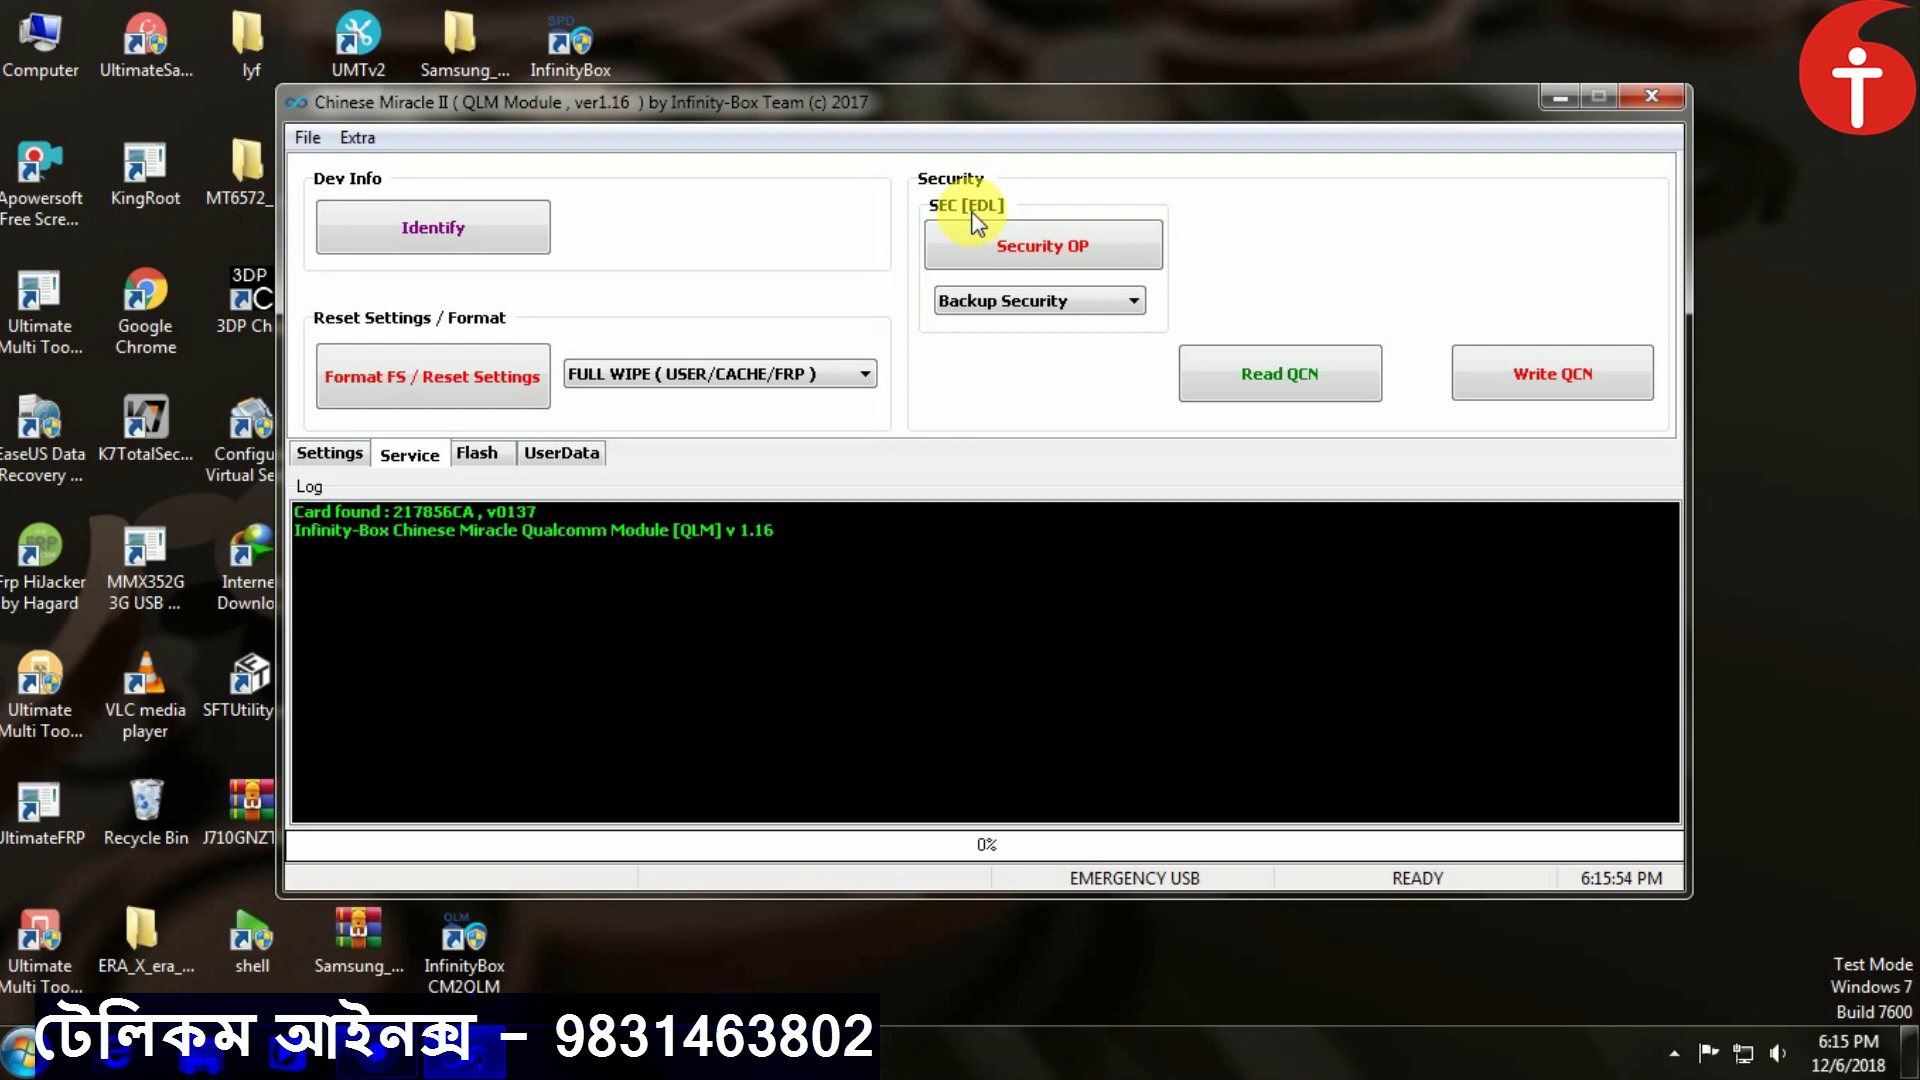 Computer
UltimateSa...
lyf
UMTv2
Samsung_...
SPD
InfinityBox
Chinese Miracle II ( QLM Module , ver1.16 ) by Infinity-Box Team (c) 2017
File Extra
Dev Info
Identify
Security
SEC [EDL]
Security OP
Backup Security
Reset Settings / Format
Format FS / Reset Settings
FULL WIPE ( USER/CACHE/FRP )
Read QCN
Write QCN
Settings Service Flash UserData
Log
Card found : 217856CA , v0137
Infinity-Box Chinese Miracle Qualcomm Module [QLM] v 1.16
0%
EMERGENCY USB READY 6:15:54 PM
Apowersoft
Free Scre...
KingRoot
MT6572_
Ultimate
Multi Too...
Google
Chrome
3DP
C
3DP Ch
EaseUS Data
Recovery ...
K7
K7TotalSec...
Configu
Virtual Se
FRP
Frp HiJacker
by Hagard
MMX352G
3G USB ...
Interne
Downlo
Ultimate
Multi Too...
VLC media
player
SFT
SFTUtility
UltimateFRP
Recycle Bin
J710GNZT
Ultimate
Multi Too...
ERA_X_era_...
shell
Samsung_...
QLM
InfinityBox
CM2QLM
Test Mode
Windows 7
Build 7600
টেলিকম আইনক্স - 9831463802
6:15 PM
12/6/2018